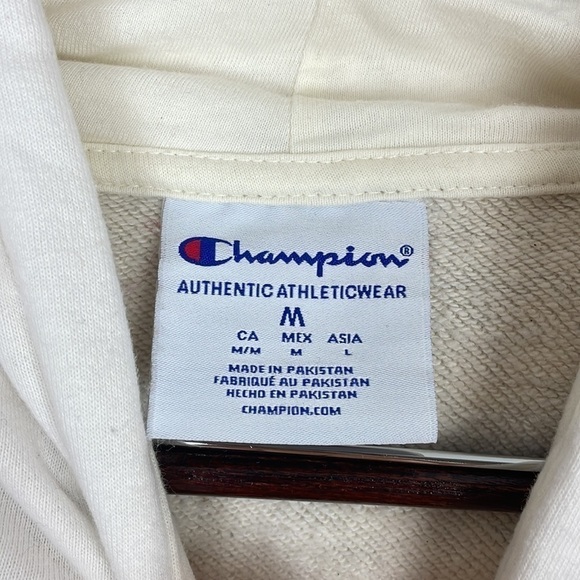 Champion®
AUTHENTIC ATHLETICWEAR
M
CA MEX ASIA
M/M M L
MADE IN PAKISTAN
FABRIQUÉ AU PAKISTAN
HECHO EN PAKISTAN
CHAMPION.COM